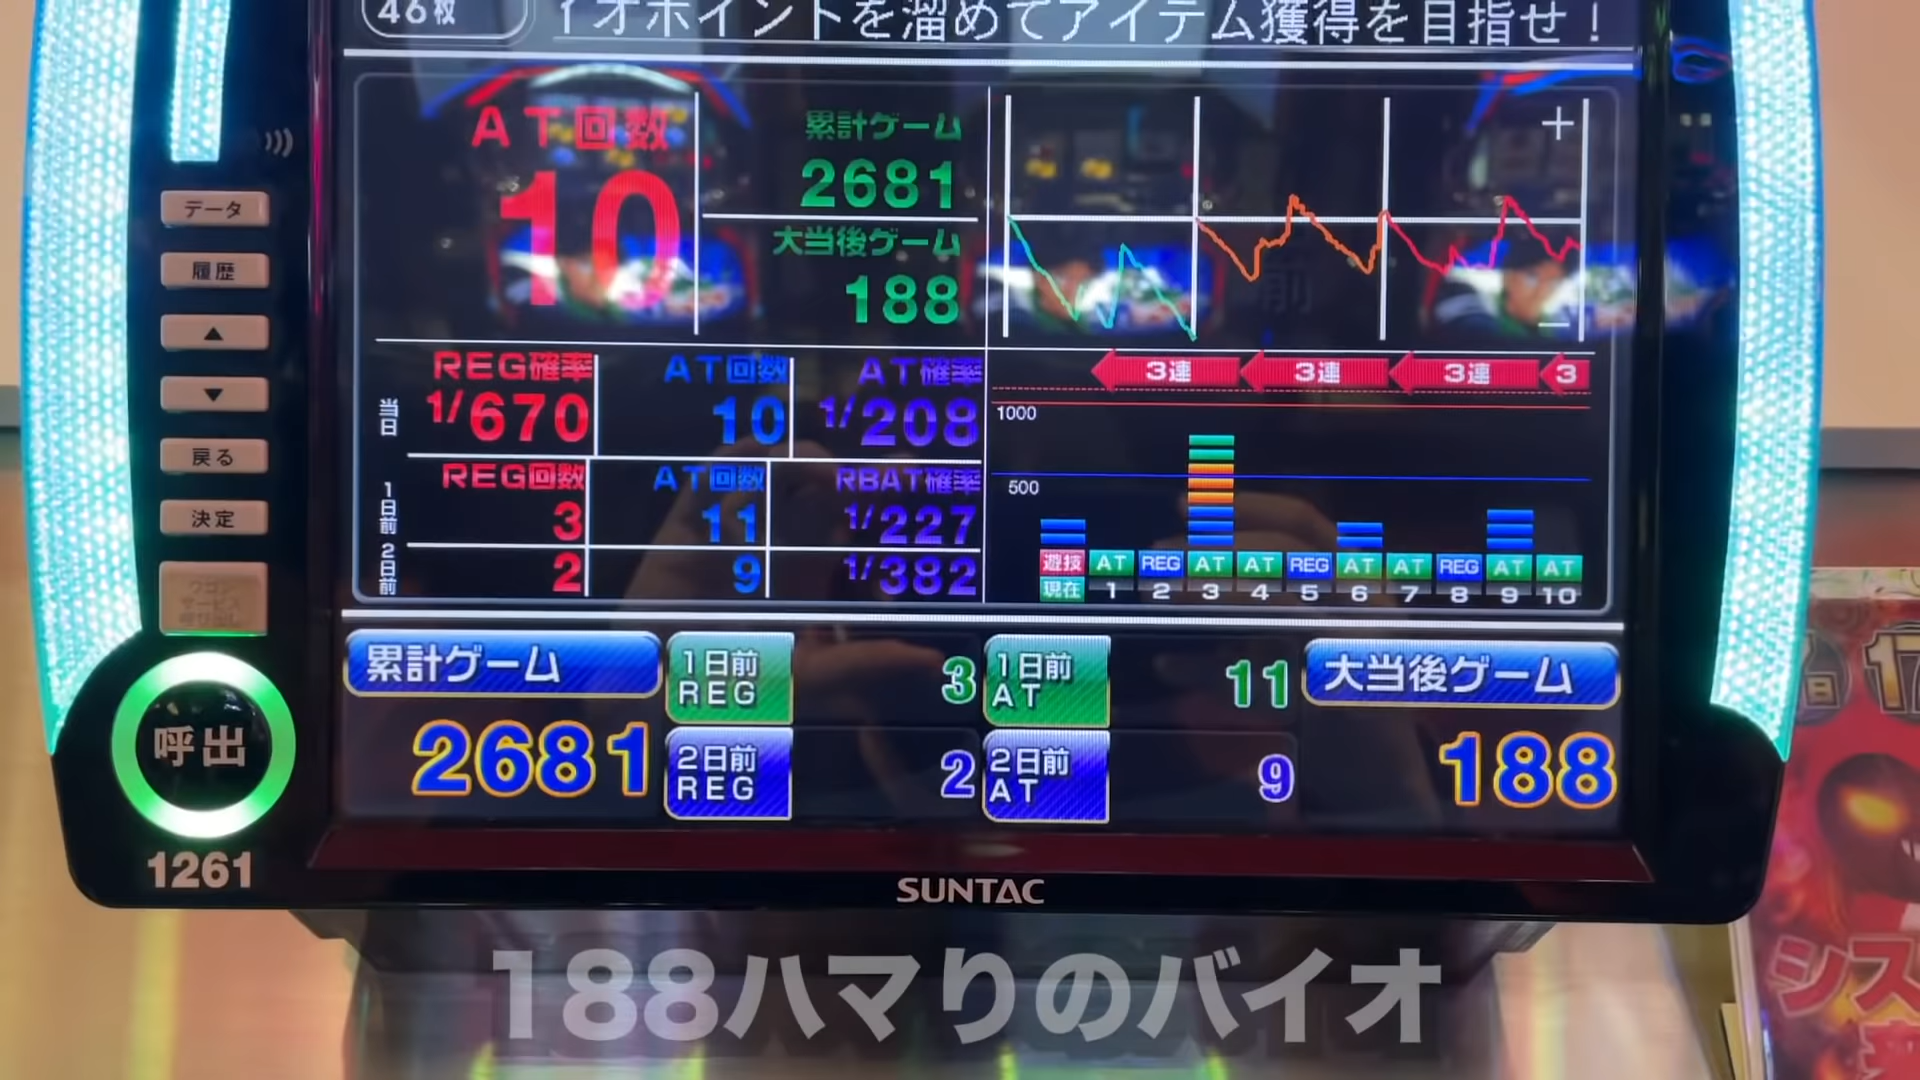 46枚
イオポイントを溜めてアイテム獲得を目指せ！
AT回数
10
累計ゲーム
2681
大当後ゲーム
188
+
−
データ
履歴
▲
▼
戻る
決定
呼出
1261
当日
REG確率
1/670
AT回数
10
AT確率
1/208
1日前
REG回数
3
AT回数
11
RBAT確率
1/227
2日前
2
9
1/382
3連
3連
3連
3
1000
500
遊技 AT REG AT AT REG AT AT REG AT AT
現在 1 2 3 4 5 6 7 8 9 10
累計ゲーム
2681
1日前
REG
3
1日前
AT
11
大当後ゲーム
188
2日前
REG
2
2日前
AT
9
SUNTAC
188ハマりのバイオ
シス